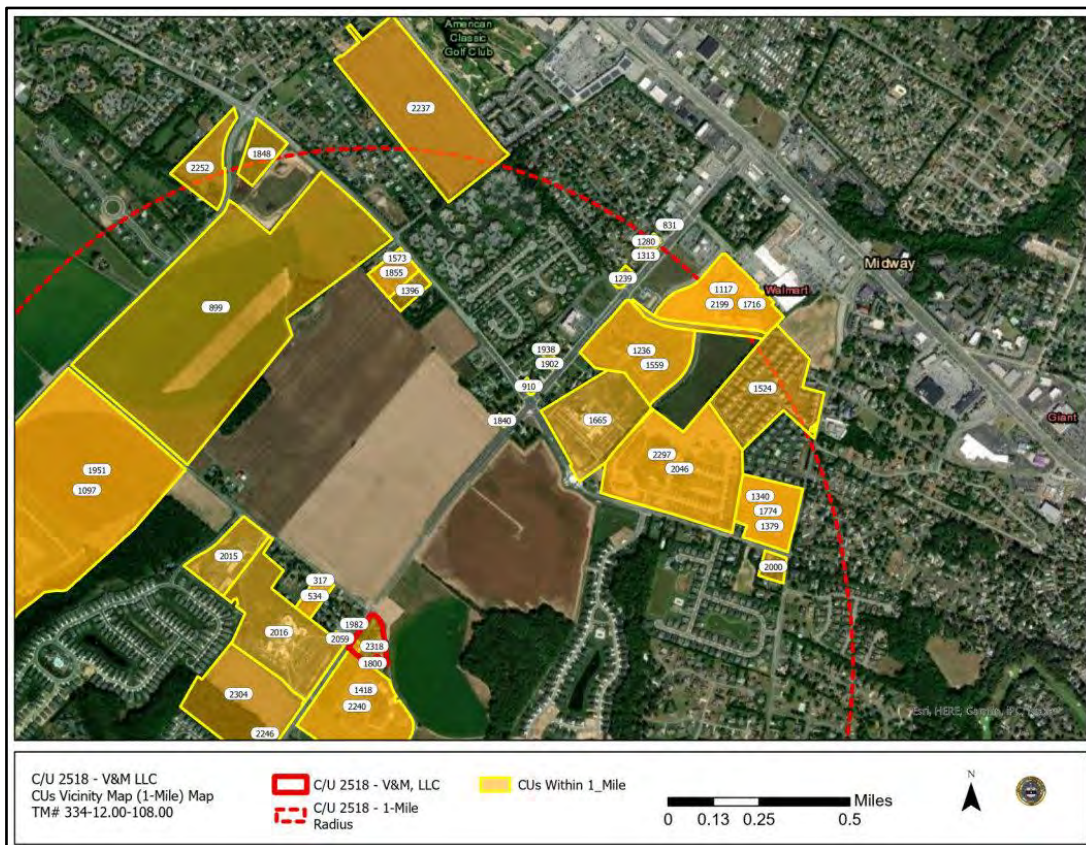 American
Classic
Golf Club
2237
1848
2252
831
1280
1313
1573
1855
1396
1239
Midway
899
1117
Walmart
2199 1716
1938
1902
1236
1559
910
1524
Giant
1840
1665
2297
2046
1951
1097
1340
1774
1379
2015
2000
317
534
1982
2016
2059
2318
1800
2304
1418
2240
2246
Esri, HERE, Garmin, iPC,
C/U 2518 - V&M LLC
CUs Vicinity Map (1-Mile) Map
TM# 334-12.00-108.00
C/U 2518 - V&M, LLC
C/U 2518 - 1-Mile
Radius
CUs Within 1_Mile
Miles
0 0.13 0.25 0.5
N